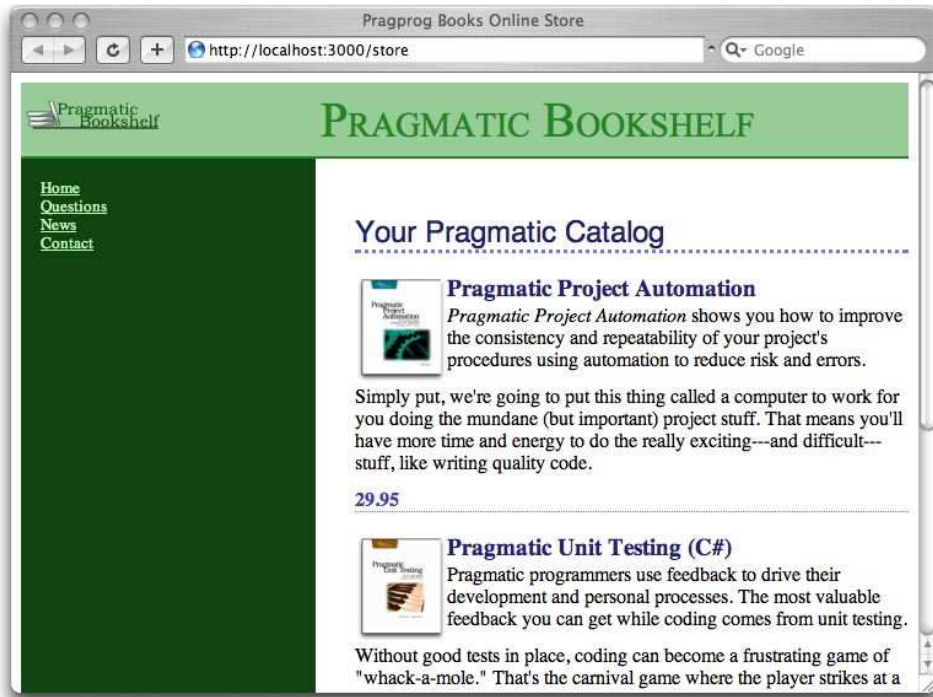 Pragprog Books Online Store
http://localhost:3000/store
Google
Pragmatic
Bookshelf
PRAGMATIC BOOKSHELF
Home
Questions
News
Contact
Your Pragmatic Catalog
Pragmatic
Project
Automation
Pragmatic Project Automation
Pragmatic Project Automation shows you how to improve
the consistency and repeatability of your project's
procedures using automation to reduce risk and errors.
Simply put, we're going to put this thing called a computer to work for
you doing the mundane (but important) project stuff. That means you'll
have more time and energy to do the really exciting---and difficult---
stuff, like writing quality code.
29.95
Pragmatic
Unit Testing
Pragmatic Unit Testing (C#)
Pragmatic programmers use feedback to drive their
development and personal processes. The most valuable
feedback you can get while coding comes from unit testing.
Without good tests in place, coding can become a frustrating game of
"whack-a-mole." That's the carnival game where the player strikes at a